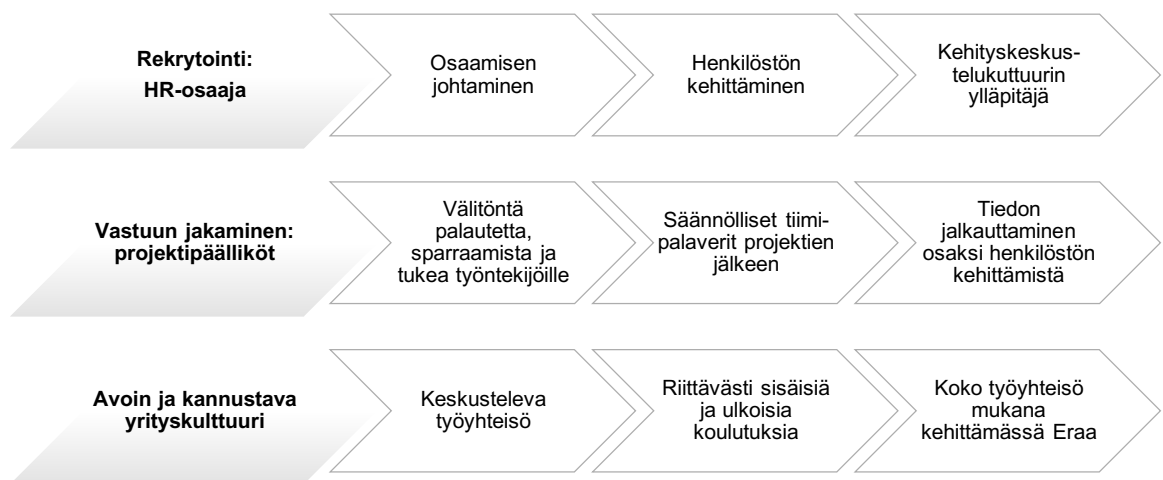 Rekrytointi:
HR-osaaja
Osaamisen
johtaminen
Henkilöstön
kehittäminen
Kehityskeskus-
telukuttuurin
ylläpitäjä
Vastuun jakaminen:
projektipäälliköt
Välitöntä
palautetta,
sparraamista ja
tukea työntekijöille
Säännölliset tiimi-
palaverit projektien
jälkeen
Tiedon
jalkauttaminen
osaksi henkilöstön
kehittämistä
Avoin ja kannustava
yrityskulttuuri
Keskusteleva
työyhteisö
Riittävästi sisäisiä
ja ulkoisia
koulutuksia
Koko työyhteisö
mukana
kehittämässä Eraa